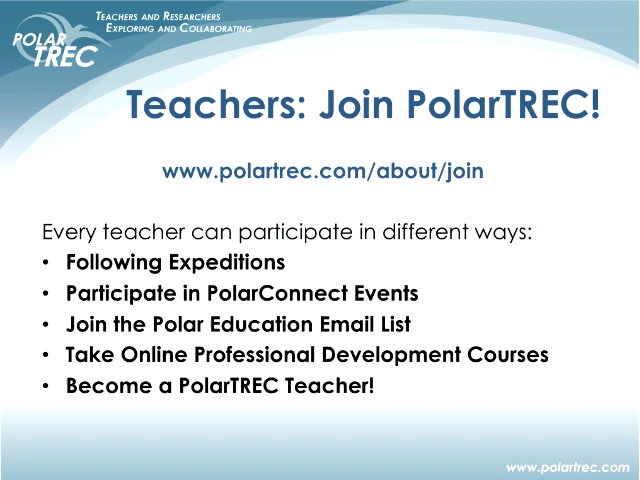 TEACHERS AND RESEARCHERS
EXPLORING AND COLLABORATING
POLAR
TREC
Teachers: Join PolarTREC!
www.polartrec.com/about/join
Every teacher can participate in different ways:
• Following Expeditions
• Participate in PolarConnect Events
• Join the Polar Education Email List
• Take Online Professional Development Courses
• Become a PolarTREC Teacher!
www.polartrec.com